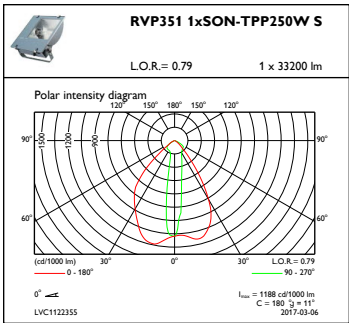 RVP351 1xSON-TPP250W S
L.O.R.= 0.79 1 x 33200 lm
Polar intensity diagram
120° 150° 180° 150° 120°
90° 1500 1200 900 90°
60° 60°
(cd/1000 lm) 30° 0° 30° L.O.R.= 0.79
0 - 180° 90 - 270°
0° Imax = 1188 cd/1000 lm
C = 180 °g = 11°
LVC1122355 2017-03-06